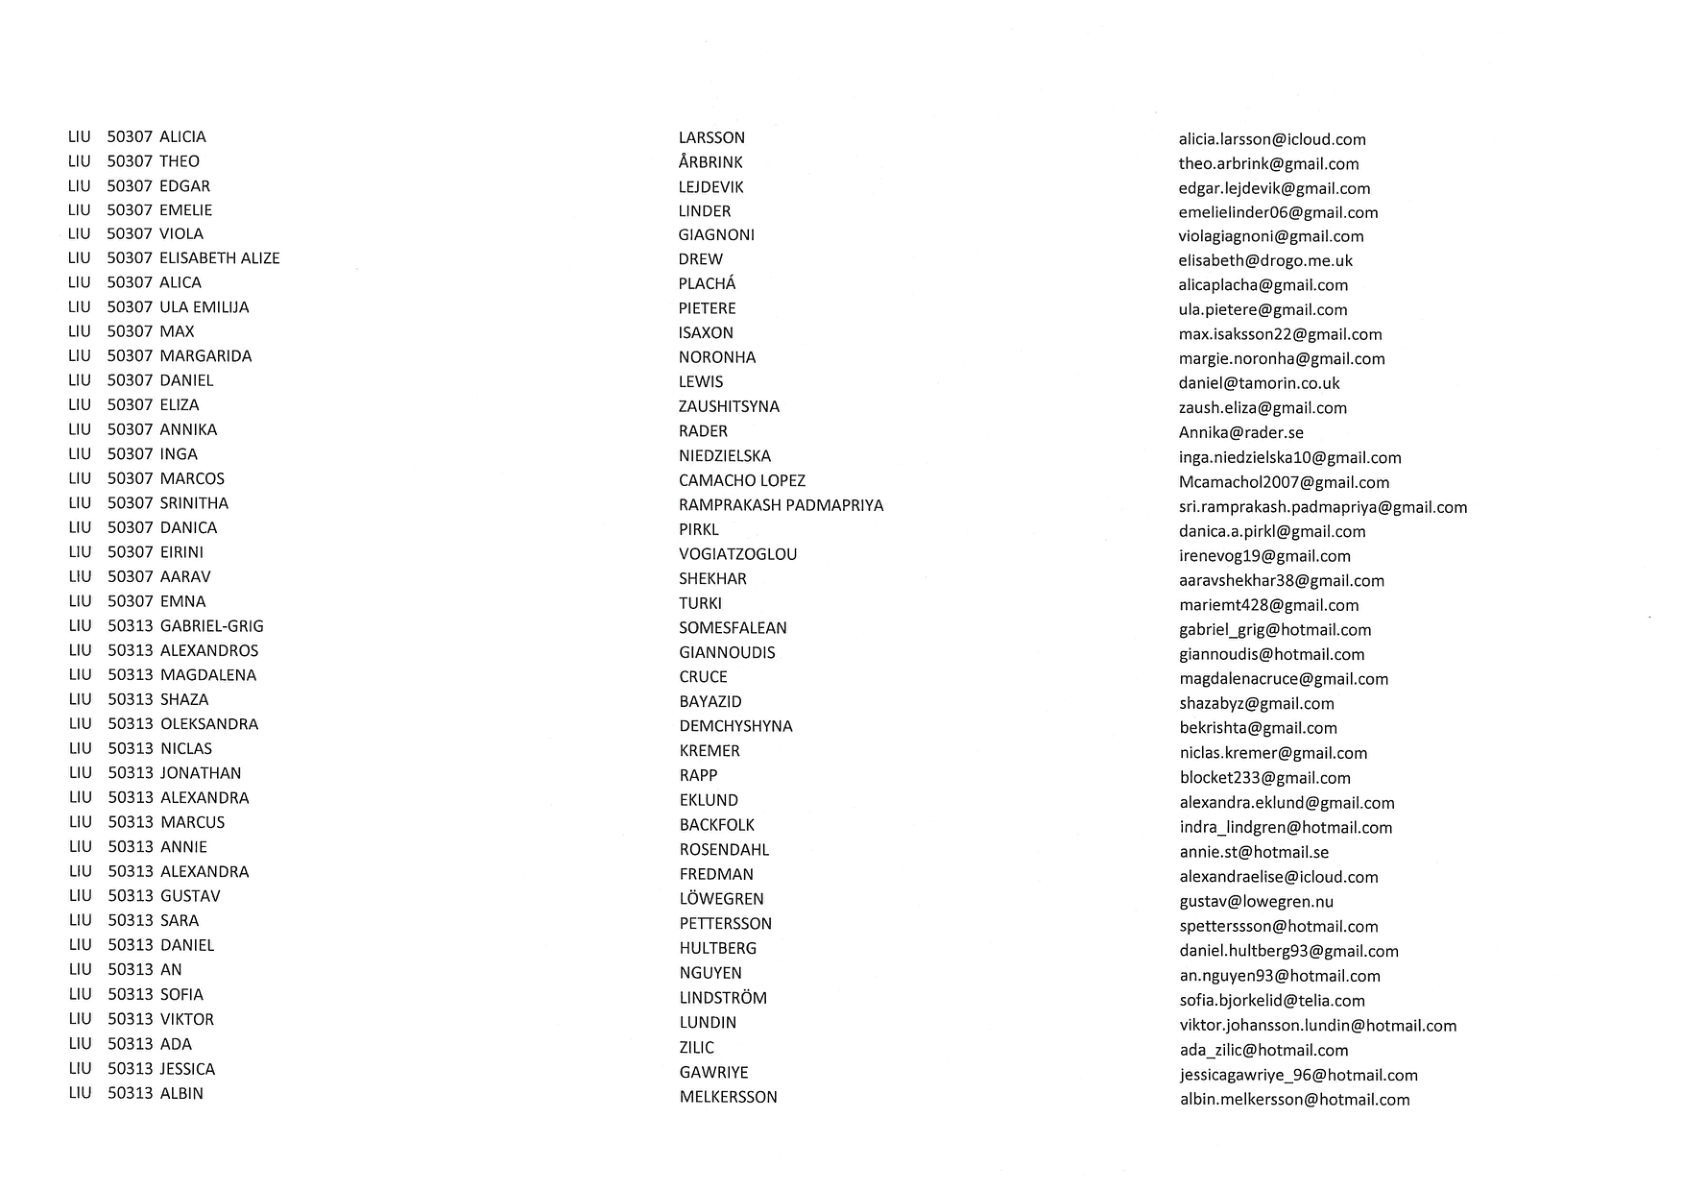 LIU 50307 ALICIA LARSSON alicia.larsson@icloud.com
LIU 50307 THEO ÅRBRINK theo.arbrink@gmail.com
LIU 50307 EDGAR LEJDEVIK edgar.lejdevik@gmail.com
LIU 50307 EMELIE LINDER emelielinder06@gmail.com
LIU 50307 VIOLA GIAGNONI violagiagnoni@gmail.com
LIU 50307 ELISABETH ALIZE DREW elisabeth@drogo.me.uk
LIU 50307 ALICA PLACHÁ alicaplacha@gmail.com
LIU 50307 ULA EMILIJA PIETERE ula.pietere@gmail.com
LIU 50307 MAX ISAXON max.isaksson22@gmail.com
LIU 50307 MARGARIDA NORONHA margie.noronha@gmail.com
LIU 50307 DANIEL LEWIS daniel@tamorin.co.uk
LIU 50307 ELIZA ZAUSHITSYNA zaush.eliza@gmail.com
LIU 50307 ANNIKA RADER Annika@rader.se
LIU 50307 INGA NIEDZIELSKA inga.niedzielska10@gmail.com
LIU 50307 MARCOS CAMACHO LOPEZ Mcamachol2007@gmail.com
LIU 50307 SRINITHA RAMPRAKASH PADMAPRIYA sri.ramprakash.padmapriya@gmail.com
LIU 50307 DANICA PIRKL danica.a.pirkl@gmail.com
LIU 50307 EIRINI VOGIATZOGLOU irenevog19@gmail.com
LIU 50307 AARAV SHEKHAR aaravshekhar38@gmail.com
LIU 50307 EMNA TURKI mariemt428@gmail.com
LIU 50313 GABRIEL-GRIG SOMESFALEAN gabriel_grig@hotmail.com
LIU 50313 ALEXANDROS GIANNOUDIS giannoudis@hotmail.com
LIU 50313 MAGDALENA CRUCE magdalenacruce@gmail.com
LIU 50313 SHAZA BAYAZID shazabyz@gmail.com
LIU 50313 OLEKSANDRA DEMCHYSHYNA bekrishta@gmail.com
LIU 50313 NICLAS KREMER niclas.kremer@gmail.com
LIU 50313 JONATHAN RAPP blocket233@gmail.com
LIU 50313 ALEXANDRA EKLUND alexandra.eklund@gmail.com
LIU 50313 MARCUS BACKFOLK indra_lindgren@hotmail.com
LIU 50313 ANNIE ROSENDAHL annie.st@hotmail.se
LIU 50313 ALEXANDRA FREDMAN alexandraelise@icloud.com
LIU 50313 GUSTAV LÖWEGREN gustav@lowegren.nu
LIU 50313 SARA PETTERSSON spetterssson@hotmail.com
LIU 50313 DANIEL HULTBERG daniel.hultberg93@gmail.com
LIU 50313 AN NGUYEN an.nguyen93@hotmail.com
LIU 50313 SOFIA LINDSTRÖM sofia.bjorkelid@telia.com
LIU 50313 VIKTOR LUNDIN viktor.johansson.lundin@hotmail.com
LIU 50313 ADA ZILIC ada_zilic@hotmail.com
LIU 50313 JESSICA GAWRIYE jessicagawriye_96@hotmail.com
LIU 50313 ALBIN MELKERSSON albin.melkersson@hotmail.com